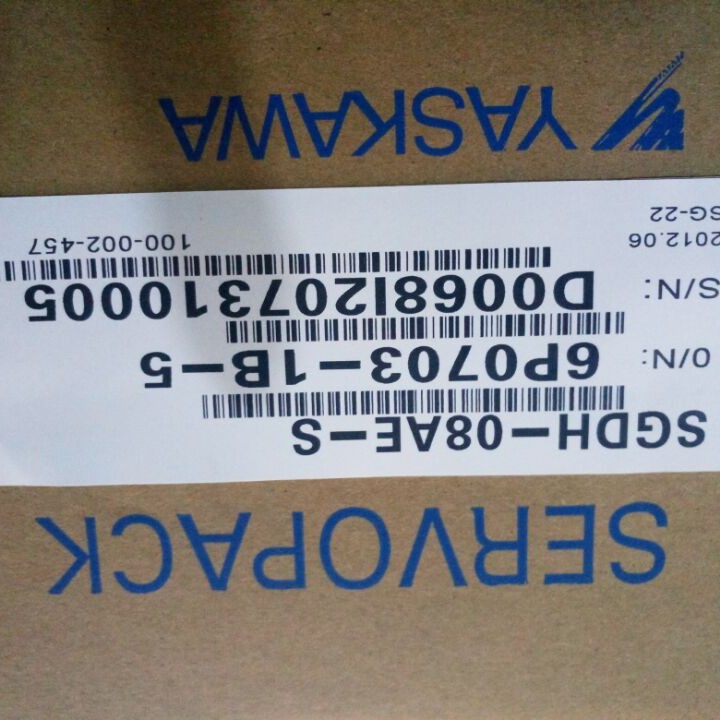 SERVOPACK
SGDH-08AE-S
O/N: 6P0703-1B-5
S/N: D0068I207310005
2012.06 100-002-457
SG-22
YASKAWA